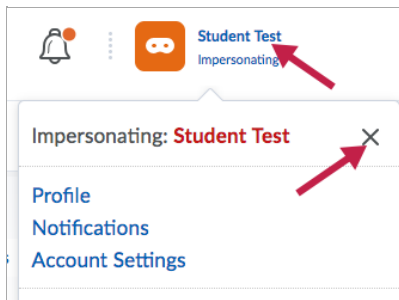 Student Test
Impersonating
Impersonating: Student Test
Profile
Notifications
Account Settings